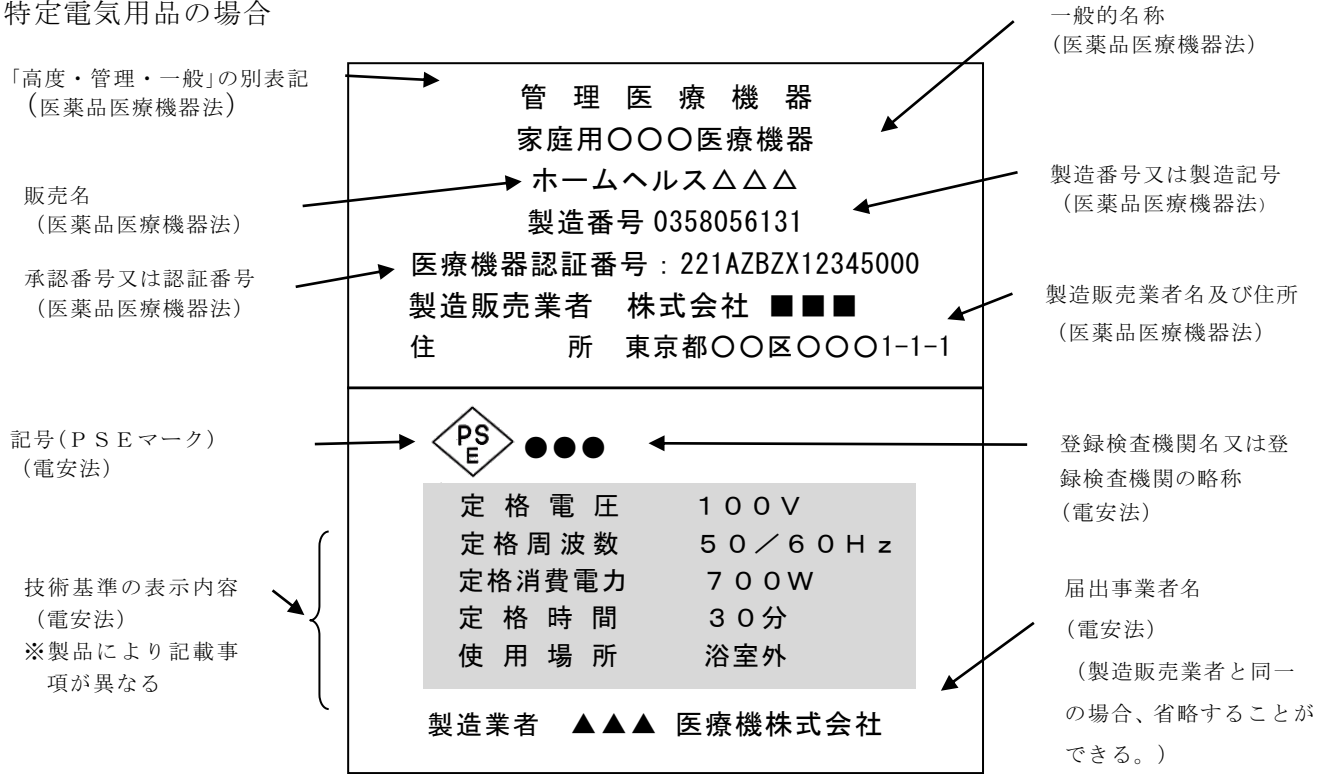 特定電気用品の場合
「高度・管理・一般」の別表記
(医薬品医療機器法)
販売名
(医薬品医療機器法)
承認番号又は認証番号
(医薬品医療機器法)
記号(PSEマーク)
(電安法)
技術基準の表示内容
(電安法)
※製品により記載事
項が異なる
管理医療機器
家庭用〇〇〇医療機器
ホームヘルス△△△
製造番号 0358056131
医療機器認証番号:221AZBZX12345000
製造販売業者 株式会社 ■■■
住 所 東京都〇〇区〇〇〇1-1-1
PS
E
●●●
定格電圧 100V
定格周波数 50/60Hz
定格消費電力 700W
定格時間 30分
使用場所 浴室外
製造業者 ▲▲▲ 医療機株式会社
一般的名称
(医薬品医療機器法)
製造番号又は製造記号
(医薬品医療機器法)
製造販売業者名及び住所
(医薬品医療機器法)
登録検査機関名又は登
録検査機関の略称
(電安法)
届出事業者名
(電安法)
(製造販売業者と同一
の場合、省略することが
できる。)